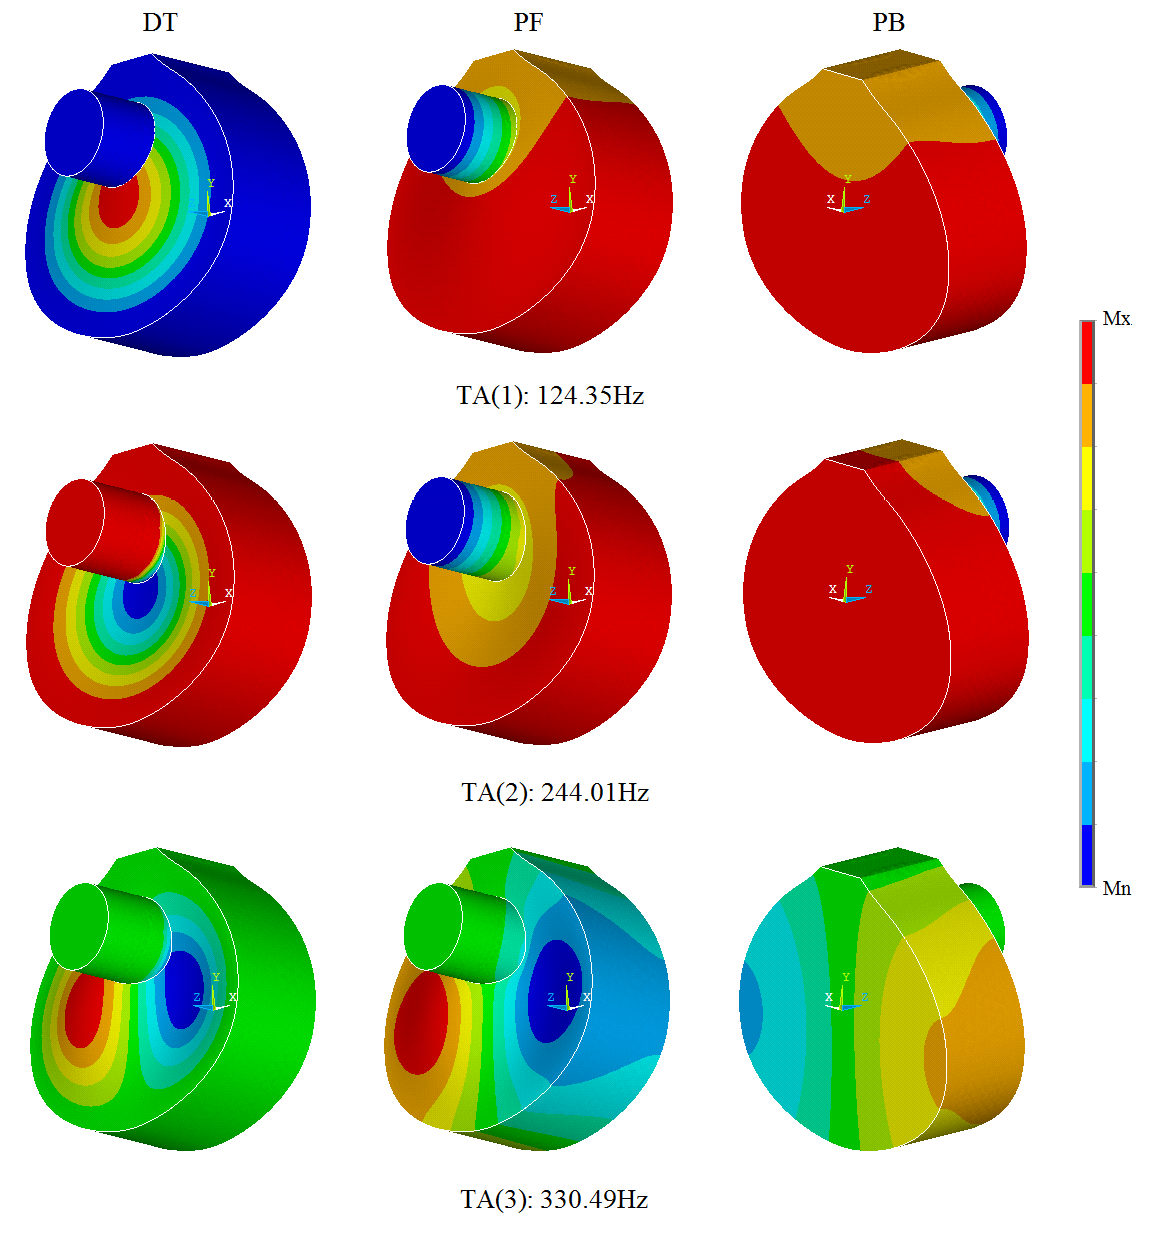 DT PF PB
Y Z X
Y Z X
Y X Z
Mx
TA(1): 124.35Hz
Y Z X
Y Z X
Y X Z
TA(2): 244.01Hz
Y Z X
Y Z X
Y X Z
Mn
TA(3): 330.49Hz